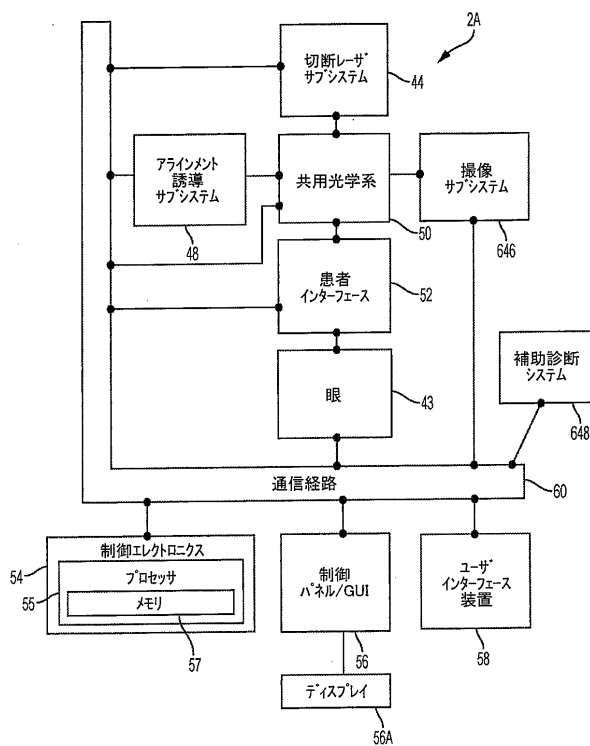 2A
切断レーザ
サブシステム
44
アラインメント
誘導
サブシステム
48
共用光学系
50
撮像
サブシステム
646
患者
インターフェース
52
眼
43
補助診断
システム
648
通信経路
60
制御エレクトロニクス
54
プロセッサ
55
メモリ
57
制御
パネル/GUI
56
ユーザ
インターフェース
装置
58
ディスプレイ
56A